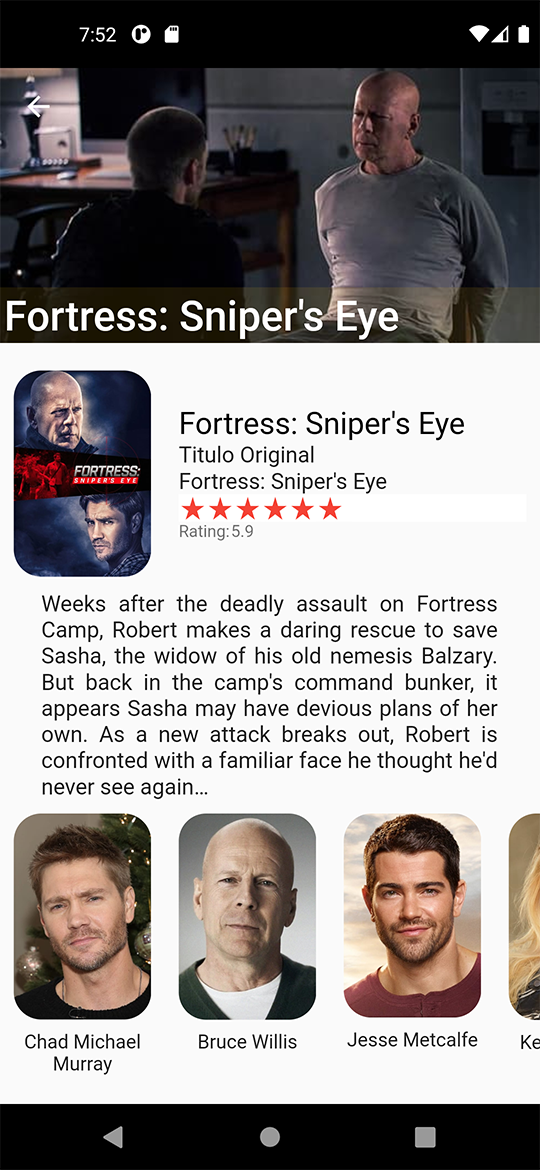 7:52
Fortress: Sniper's Eye
FORTRESS:
SNIPER'S EYE
Fortress: Sniper's Eye
Titulo Original
Fortress: Sniper's Eye
Rating: 5.9
Weeks after the deadly assault on Fortress
Camp, Robert makes a daring rescue to save
Sasha, the widow of his old nemesis Balzary.
But back in the camp's command bunker, it
appears Sasha may have devious plans of her
own. As a new attack breaks out, Robert is
confronted with a familiar face he thought he'd
never see again…
Chad Michael
Murray
Bruce Willis
Jesse Metcalfe
Ke